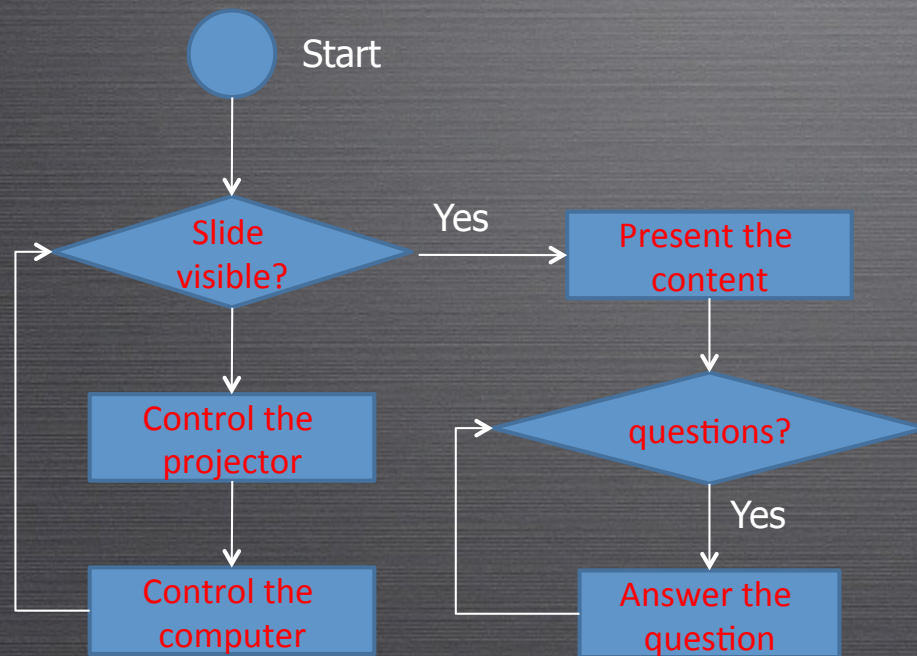 Start
Slide
visible?
Yes
Present the
content
Control the
projector
questions?
Yes
Control the
computer
Answer the
question